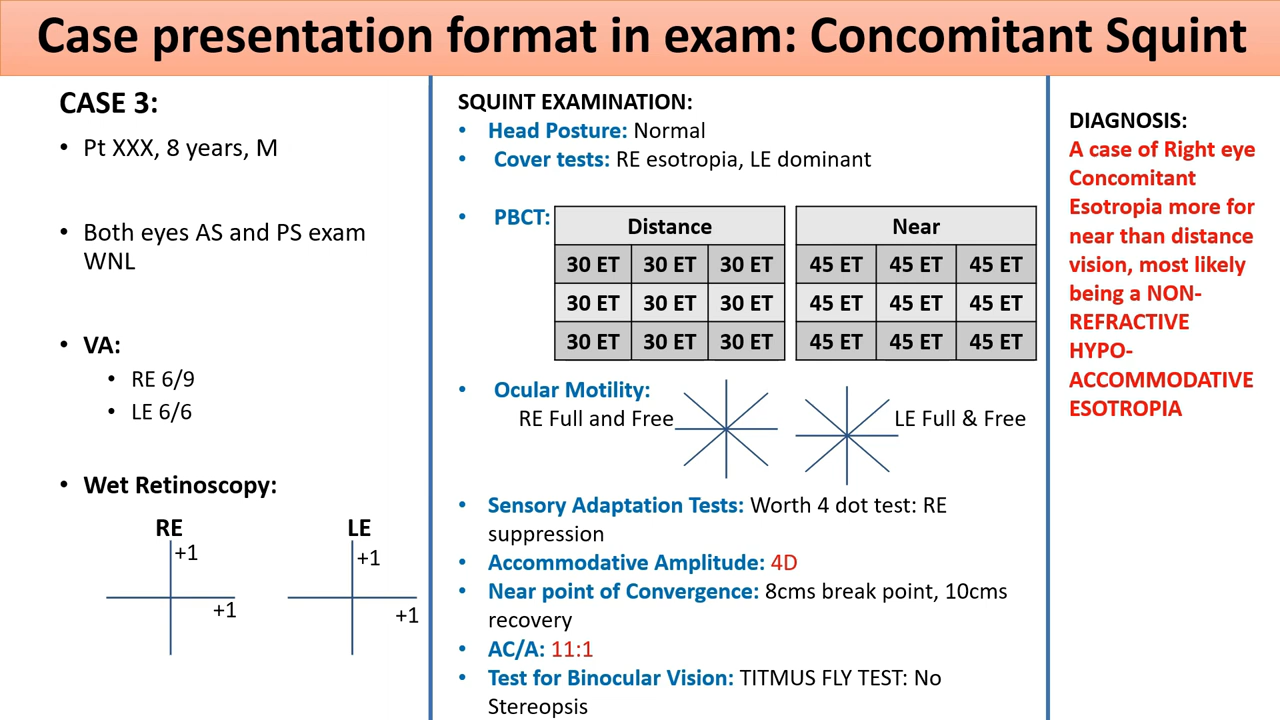 Case presentation format in exam: Concomitant Squint
CASE 3:
• Pt XXX, 8 years, M
• Both eyes AS and PS exam
WNL
• VA:
• RE 6/9
• LE 6/6
• Wet Retinoscopy:
RE LE
+1 +1
+1 +1
SQUINT EXAMINATION:
• Head Posture: Normal
• Cover tests: RE esotropia, LE dominant
• PBCT:
Distance Near
30 ET 30 ET 30 ET 45 ET 45 ET 45 ET
30 ET 30 ET 30 ET 45 ET 45 ET 45 ET
30 ET 30 ET 30 ET 45 ET 45 ET 45 ET
• Ocular Motility:
RE Full and Free LE Full & Free
• Sensory Adaptation Tests: Worth 4 dot test: RE
suppression
• Accommodative Amplitude: 4D
• Near point of Convergence: 8cms break point, 10cms
recovery
• AC/A: 11:1
• Test for Binocular Vision: TITMUS FLY TEST: No
Stereopsis
DIAGNOSIS:
A case of Right eye
Concomitant
Esotropia more for
near than distance
vision, most likely
being a NON-
REFRACTIVE
HYPO-
ACCOMMODATIVE
ESOTROPIA